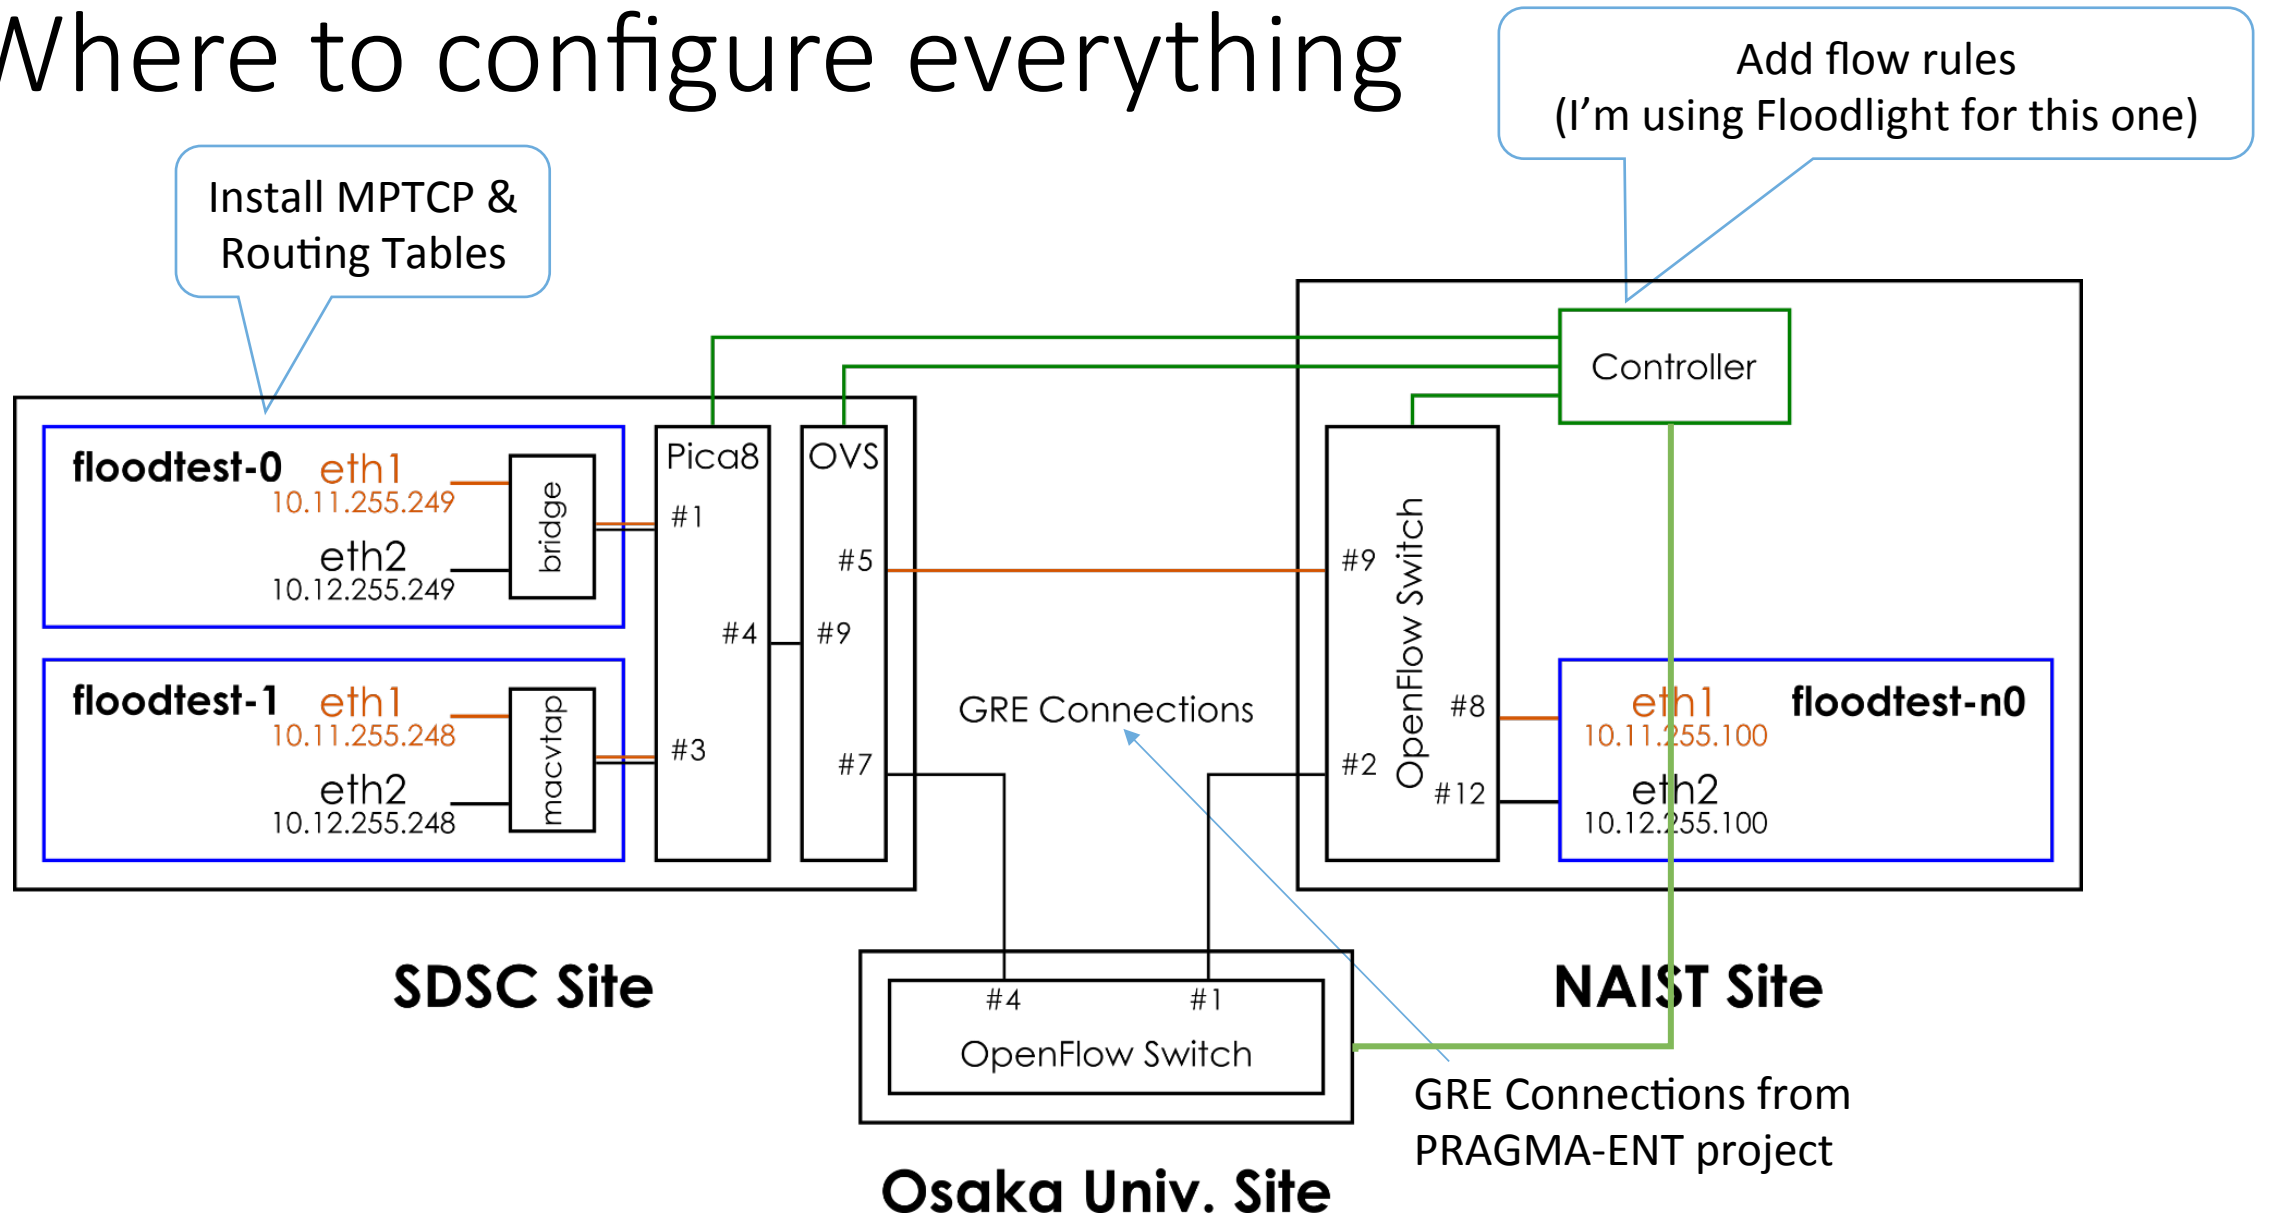 Where to configure everything
Add flow rules
(I'm using Floodlight for this one)
Install MPTCP &
Routing Tables
Controller
floodtest-0
eth1
10.11.255.249
eth2
10.12.255.249
bridge
Pica8
#1
#4
#3
OVS
#5
#9
#7
floodtest-1
eth1
10.11.255.248
eth2
10.12.255.248
macvtap
GRE Connections
#9
#2
OpenFlow Switch
#8
#12
eth1
10.11.255.100
floodtest-n0
eth2
10.12.255.100
SDSC Site
NAIST Site
#4
#1
OpenFlow Switch
GRE Connections from
PRAGMA-ENT project
Osaka Univ. Site